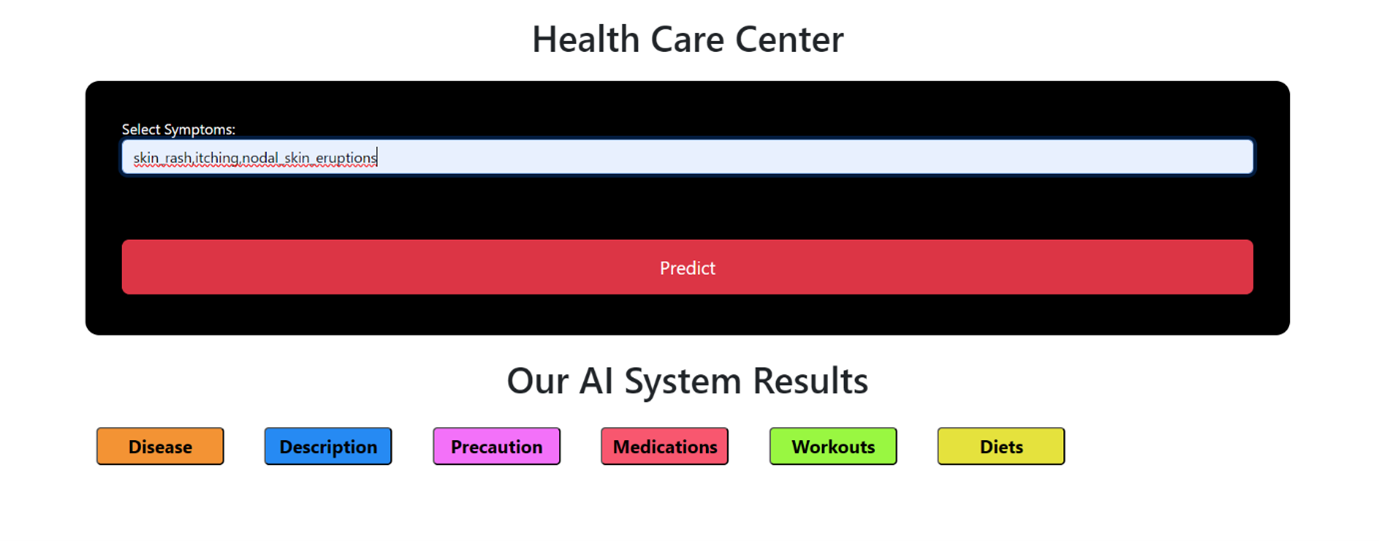 Health Care Center
Select Symptoms:
skin_rash,itching,nodal_skin_eruptions
Predict
Our AI System Results
Disease Description Precaution Medications Workouts Diets